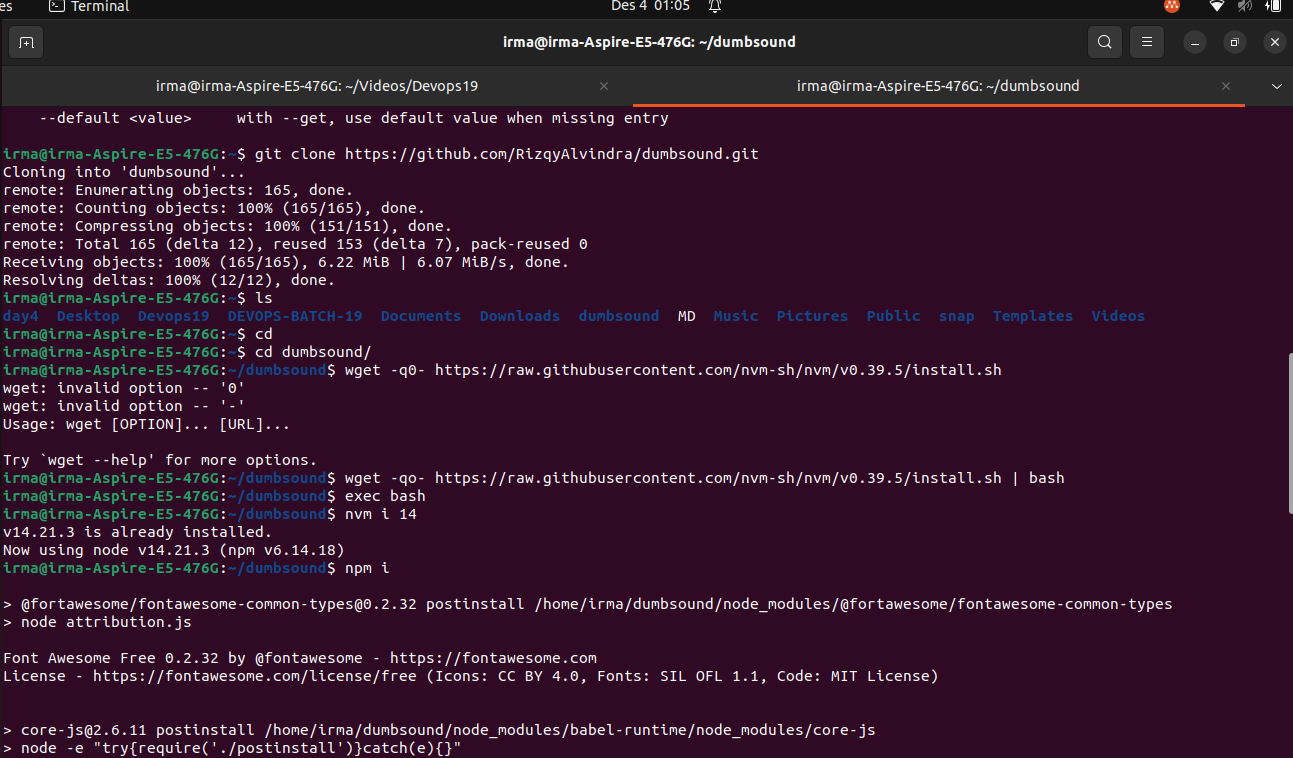 es Terminal Des 4 01:05
irma@irma-Aspire-E5-476G: ~/dumbsound
irma@irma-Aspire-E5-476G: ~/Videos/Devops19 irma@irma-Aspire-E5-476G: ~/dumbsound
--default <value>     with --get, use default value when missing entry
irma@irma-Aspire-E5-476G:~$ git clone https://github.com/RizqyAlvindra/dumbsound.git
Cloning into 'dumbsound'...
remote: Enumerating objects: 165, done.
remote: Counting objects: 100% (165/165), done.
remote: Compressing objects: 100% (151/151), done.
remote: Total 165 (delta 12), reused 153 (delta 7), pack-reused 0
Receiving objects: 100% (165/165), 6.22 MiB | 6.07 MiB/s, done.
Resolving deltas: 100% (12/12), done.
irma@irma-Aspire-E5-476G:~$ ls
day4  Desktop  Devops19  DEVOPS-BATCH-19  Documents  Downloads  dumbsound  MD  Music  Pictures  Public  snap  Templates  Videos
irma@irma-Aspire-E5-476G:~$ cd
irma@irma-Aspire-E5-476G:~$ cd dumbsound/
irma@irma-Aspire-E5-476G:~/dumbsound$ wget -q0- https://raw.githubusercontent.com/nvm-sh/nvm/v0.39.5/install.sh
wget: invalid option -- '0'
wget: invalid option -- '-'
Usage: wget [OPTION]... [URL]...
Try `wget --help' for more options.
irma@irma-Aspire-E5-476G:~/dumbsound$ wget -qo- https://raw.githubusercontent.com/nvm-sh/nvm/v0.39.5/install.sh | bash
irma@irma-Aspire-E5-476G:~/dumbsound$ exec bash
irma@irma-Aspire-E5-476G:~/dumbsound$ nvm i 14
v14.21.3 is already installed.
Now using node v14.21.3 (npm v6.14.18)
irma@irma-Aspire-E5-476G:~/dumbsound$ npm i
> @fortawesome/fontawesome-common-types@0.2.32 postinstall /home/irma/dumbsound/node_modules/@fortawesome/fontawesome-common-types
> node attribution.js
Font Awesome Free 0.2.32 by @fontawesome - https://fontawesome.com
License - https://fontawesome.com/license/free (Icons: CC BY 4.0, Fonts: SIL OFL 1.1, Code: MIT License)
> core-js@2.6.11 postinstall /home/irma/dumbsound/node_modules/babel-runtime/node_modules/core-js
> node -e "try{require('./postinstall')}catch(e){}"